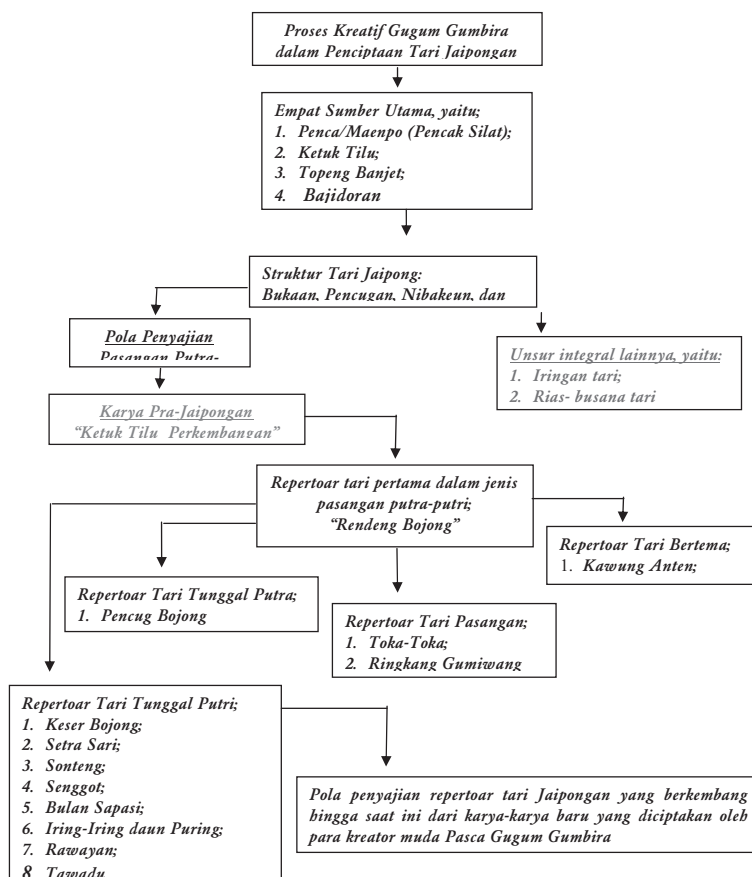 Proses Kreatif Gugum Gumbira
dalam Penciptaan Tari Jaipongan
Empat Sumber Utama, yaitu;
1. Penca/Maenpo (Pencak Silat);
2. Ketuk Tilu;
3. Topeng Banjet;
4. Bajidoran
Struktur Tari Jaipong:
Bukaan, Pencugan, Nibakeun, dan
Pola Penyajian
Pasangan Putra-
Unsur integral lainnya, yaitu:
1. Iringan tari;
2. Rias- busana tari
Karya Pra-Jaipongan
“Ketuk Tilu Perkembangan”
Repertoar tari pertama dalam jenis
pasangan putra-putri;
“Rendeng Bojong”
Repertoar Tari Bertema;
1. Kawung Anten;
Repertoar Tari Tunggal Putra;
1. Pencug Bojong
Repertoar Tari Pasangan;
1. Toka-Toka;
2. Ringkang Gumiwang
Repertoar Tari Tunggal Putri;
1. Keser Bojong;
2. Setra Sari;
3. Sonteng;
4. Senggot;
5. Bulan Sapasi;
6. Iring-Iring daun Puring;
7. Rawayan;
8. Tawadu
Pola penyajian repertoar tari Jaipongan yang berkembang
hingga saat ini dari karya-karya baru yang diciptakan oleh
para kreator muda Pasca Gugum Gumbira